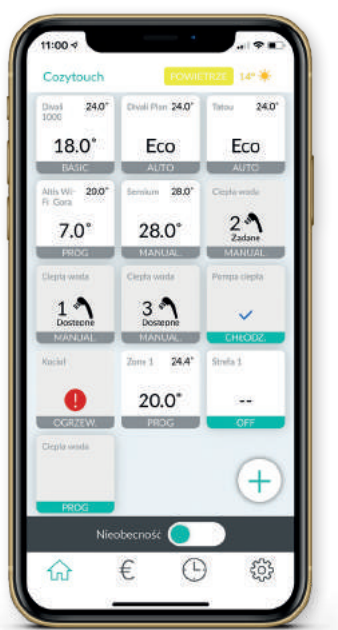 11:00
Cozytouch POWIETRZE 14°
Divali 1000 24.0°
18.0°
BASIC
Divali Plan 24.0°
Eco
AUTO
Tatou 24.0°
Eco
AUTO
Altis Wi-Fi Gora 20.0°
7.0°
PROG
Sensium 28.0°
28.0°
MANUAL.
Ciepła woda
2
Zadane
MANUAL.
Ciepła woda
1
Dostępne
MANUAL.
Ciepła woda
3
Dostępne
MANUAL.
Pompa ciepła
CHŁODZ.
Kocioł
OGRZEW.
Zone 1 24.4°
20.0°
PROG
Strefa 1
--
OFF
Ciepła woda
PROG
Nieobecność
€